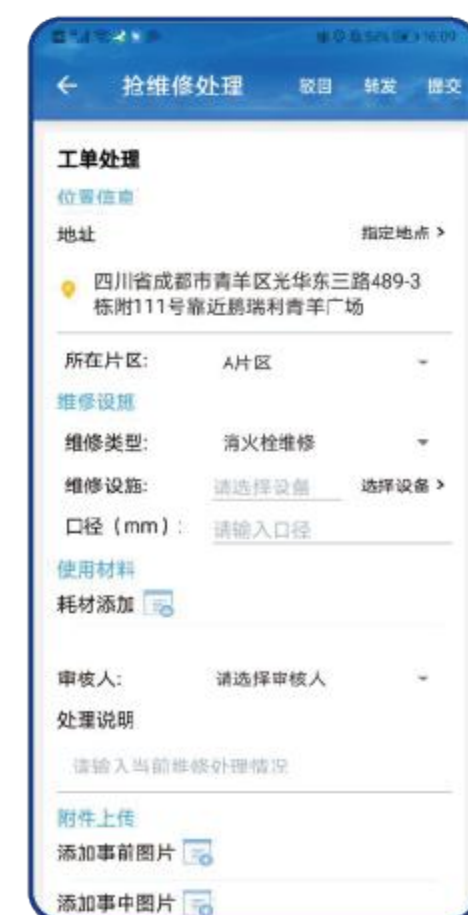 16:09
抢维修处理 驳回 转发 提交
工单处理
位置信息
地址 指定地点 >
四川省成都市青羊区光华东三路489-3
栋附111号靠近鹏瑞利青羊广场
所在片区: A片区
维修设施
维修类型: 消火栓维修
维修设施: 请选择设备 选择设备 >
口径（mm）: 请输入口径
使用材料
耗材添加
审核人: 请选择审核人
处理说明
请输入当前维修处理情况
附件上传
添加事前图片
添加事中图片